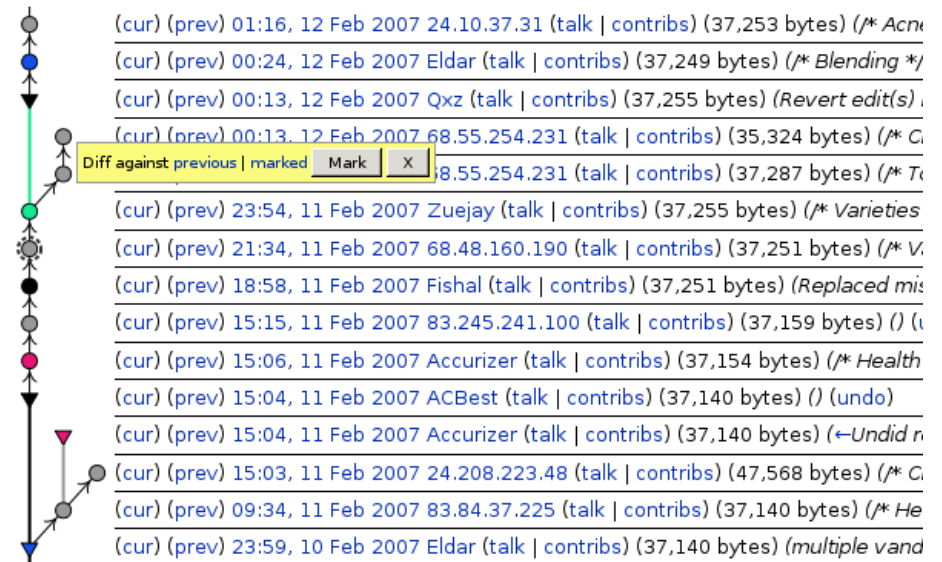 (cur) (prev) 01:16, 12 Feb 2007 24.10.37.31 (talk | contribs) (37,253 bytes) (/* Acne
(cur) (prev) 00:24, 12 Feb 2007 Eldar (talk | contribs) (37,249 bytes) (/* Blending */
(cur) (prev) 00:13, 12 Feb 2007 Qxz (talk | contribs) (37,255 bytes) (Revert edit(s)
(cur) (prev) 00:13, 12 Feb 2007 68.55.254.231 (talk | contribs) (35,324 bytes) (/* C
Diff against previous | marked Mark X
8.55.254.231 (talk | contribs) (37,287 bytes) (/* To
(cur) (prev) 23:54, 11 Feb 2007 Zuejay (talk | contribs) (37,255 bytes) (/* Varieties
(cur) (prev) 21:34, 11 Feb 2007 68.48.160.190 (talk | contribs) (37,251 bytes) (/* Va
(cur) (prev) 18:58, 11 Feb 2007 Fishal (talk | contribs) (37,251 bytes) (Replaced mis
(cur) (prev) 15:15, 11 Feb 2007 83.245.241.100 (talk | contribs) (37,159 bytes) () (u
(cur) (prev) 15:06, 11 Feb 2007 Accurizer (talk | contribs) (37,154 bytes) (/* Health
(cur) (prev) 15:04, 11 Feb 2007 ACBest (talk | contribs) (37,140 bytes) () (undo)
(cur) (prev) 15:04, 11 Feb 2007 Accurizer (talk | contribs) (37,140 bytes) (←Undid r
(cur) (prev) 15:03, 11 Feb 2007 24.208.223.48 (talk | contribs) (47,568 bytes) (/* C
(cur) (prev) 09:34, 11 Feb 2007 83.84.37.225 (talk | contribs) (37,140 bytes) (/* He
(cur) (prev) 23:59, 10 Feb 2007 Eldar (talk | contribs) (37,140 bytes) (multiple vand